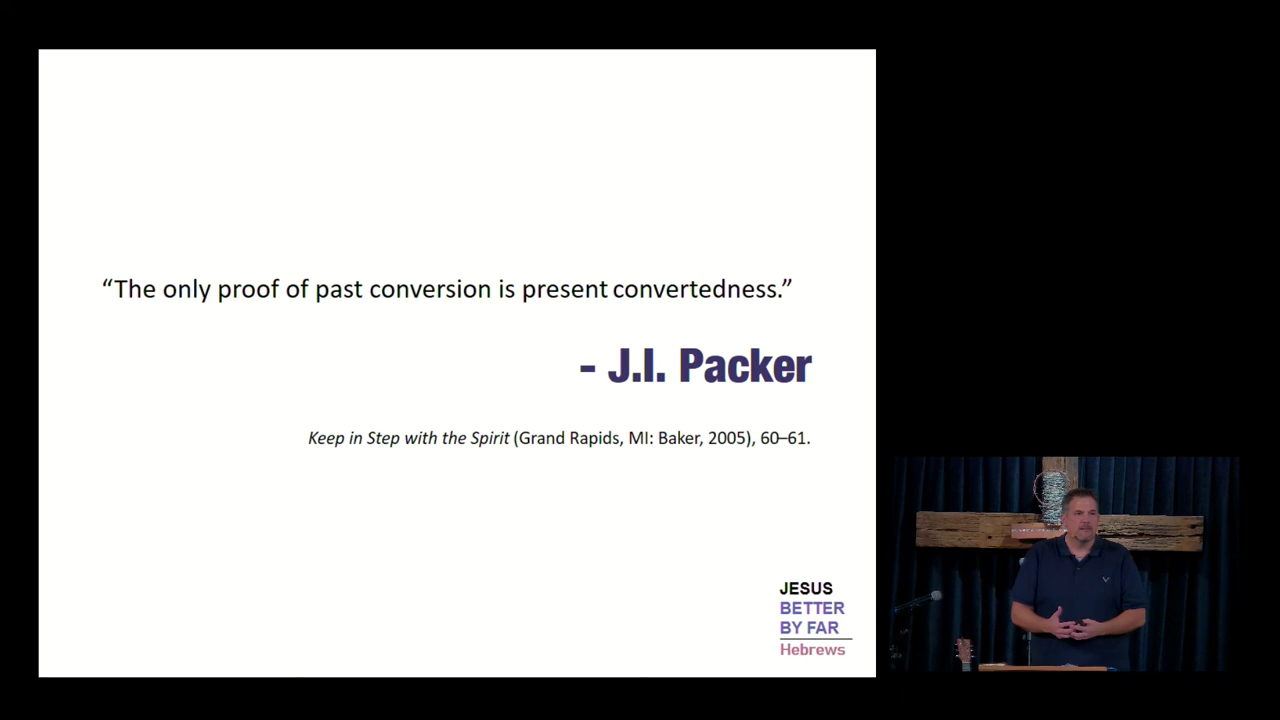 “The only proof of past conversion is present convertedness.”
- J.I. Packer
Keep in Step with the Spirit (Grand Rapids, MI: Baker, 2005), 60–61.
JESUS
BETTER
BY FAR
Hebrews